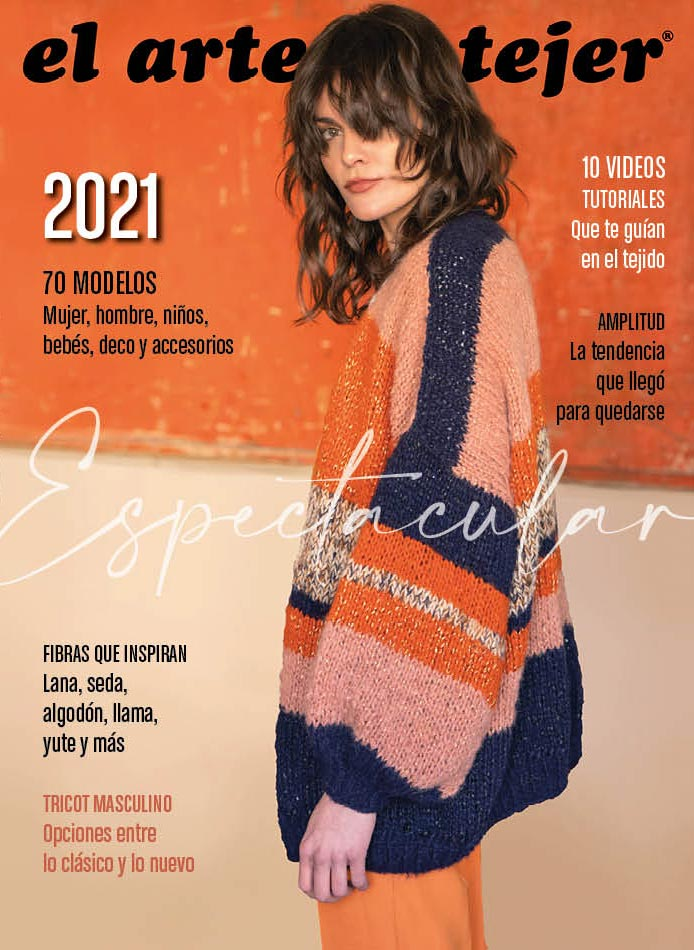 el arte tejer®
2021
70 MODELOS
Mujer, hombre, niños,
bebés, deco y accesorios
10 VIDEOS
TUTORIALES
Que te guían
en el tejido
AMPLITUD
La tendencia
que llegó
para quedarse
Espectacular
FIBRAS QUE INSPIRAN
Lana, seda,
algodón, llama,
yute y más
TRICOT MASCULINO
Opciones entre
lo clásico y lo nuevo